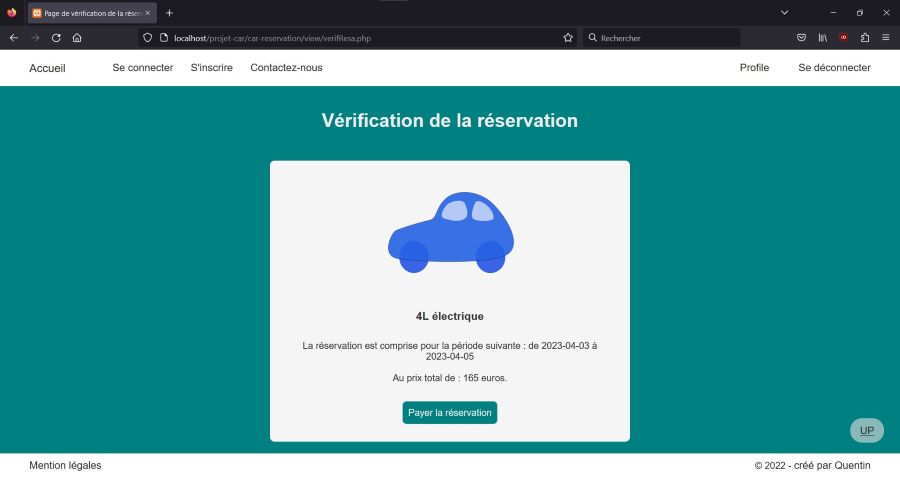 Page de vérification de la réser
localhost/projet-car/car-reservation/view/verifResa.php
Rechercher
Accueil
Se connecter
S'inscrire
Contactez-nous
Profile
Se déconnecter
Vérification de la réservation
4L électrique
La réservation est comprise pour la période suivante : de 2023-04-03 à
2023-04-05
Au prix total de : 165 euros.
Payer la réservation
UP
Mention légales
© 2022 - créé par Quentin